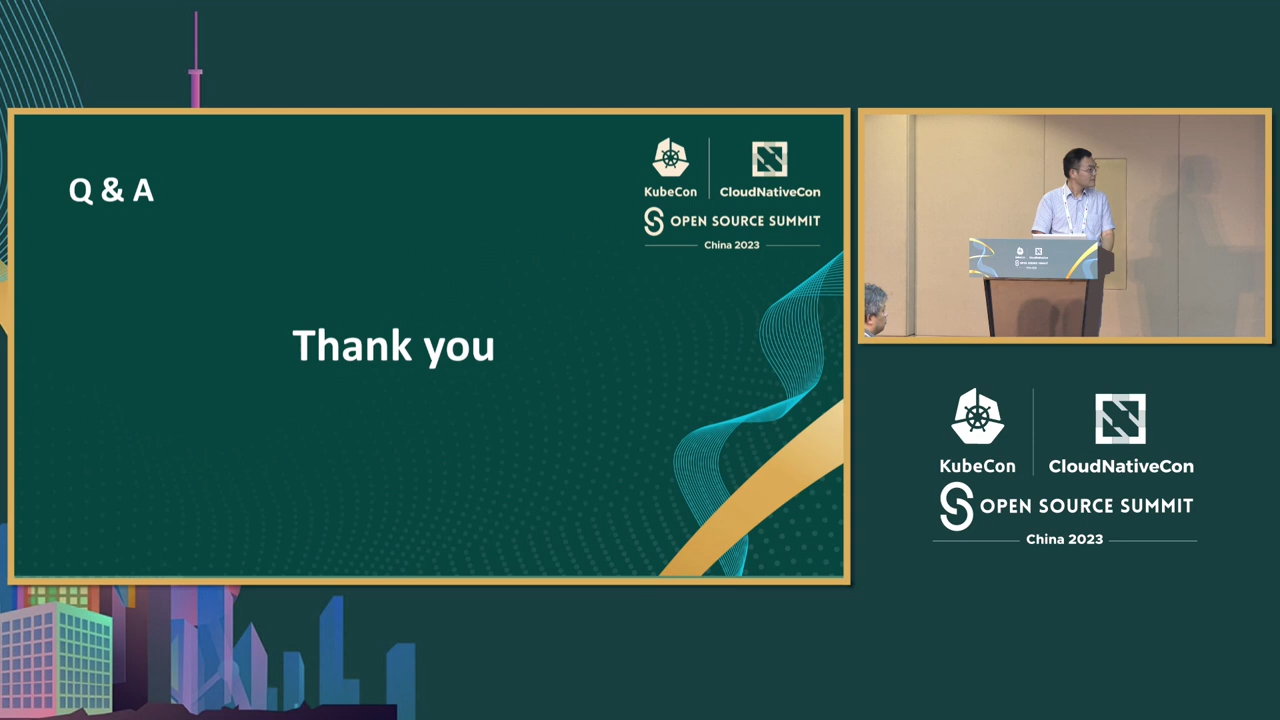 Q & A
KubeCon
CloudNativeCon
OPEN SOURCE SUMMIT
China 2023
Thank you
KubeCon
CloudNativeCon
OPEN SOURCE SUMMIT
China 2023